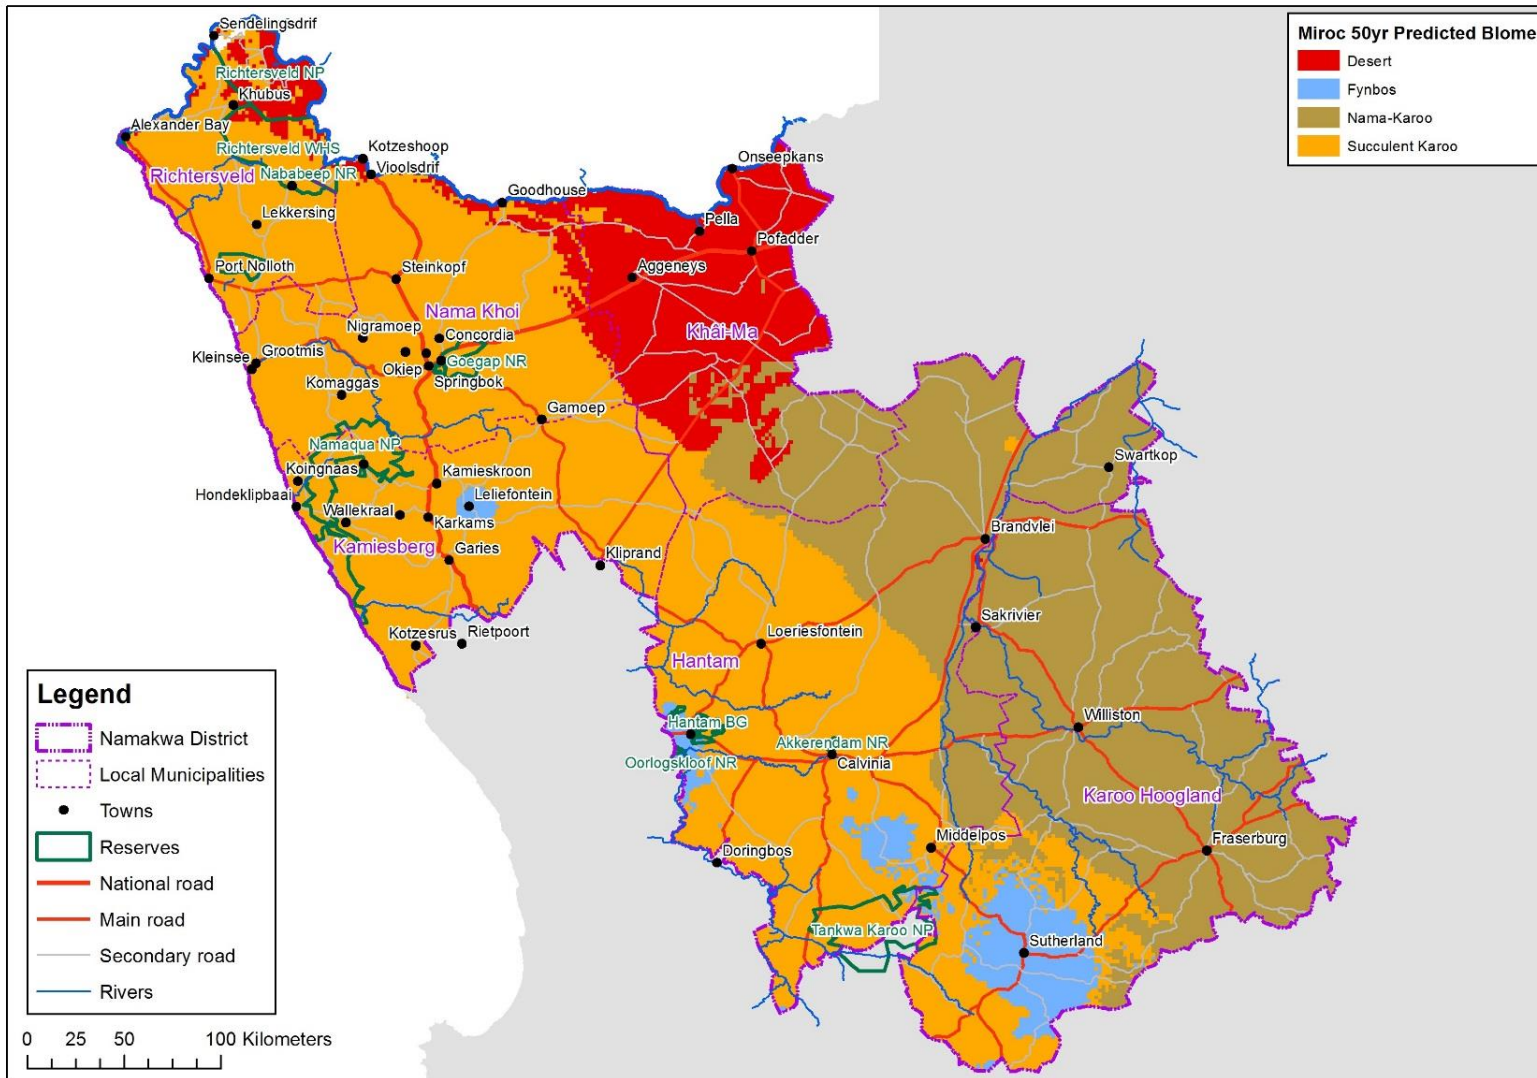 Miroc 50yr Predicted BIome
Desert
Fynbos
Nama-Karoo
Succulent Karoo
Sendelingsdrif
Richtersveld NP
Khubus
Alexander Bay
Richtersveld WHS
Kotzeshoop
Vioolsdrif
Richtersveld
Nababeep NR
Onseepkans
Goodhouse
Lekkersing
Pella
Pofadder
Port Nolloth
Steinkopf
Aggeneys
Nama Khoi
Khâi-Ma
Nigramoep
Concordia
Kleinsee
Grootmis
Okiep
Goegap NR
Springbok
Komaggas
Gamoep
Namaqua NP
Koingnaas
Kamieskroon
Swartkop
Hondeklipbaai
Leliefontein
Wallekraal
Karkams
Brandvlei
Kamiesberg
Garies
Kliprand
Kotzesrus
Rietpoort
Loeriesfontein
Sakrivier
Hantam
Hantam BG
Williston
Oorlogskloof NR
Akkerendam NR
Calvinia
Karoo Hoogland
Middelpos
Fraserburg
Doringbos
Tankwa Karoo NP
Sutherland
Legend
Namakwa District
Local Municipalities
Towns
Reserves
National road
Main road
Secondary road
Rivers
0 25 50 100 Kilometers